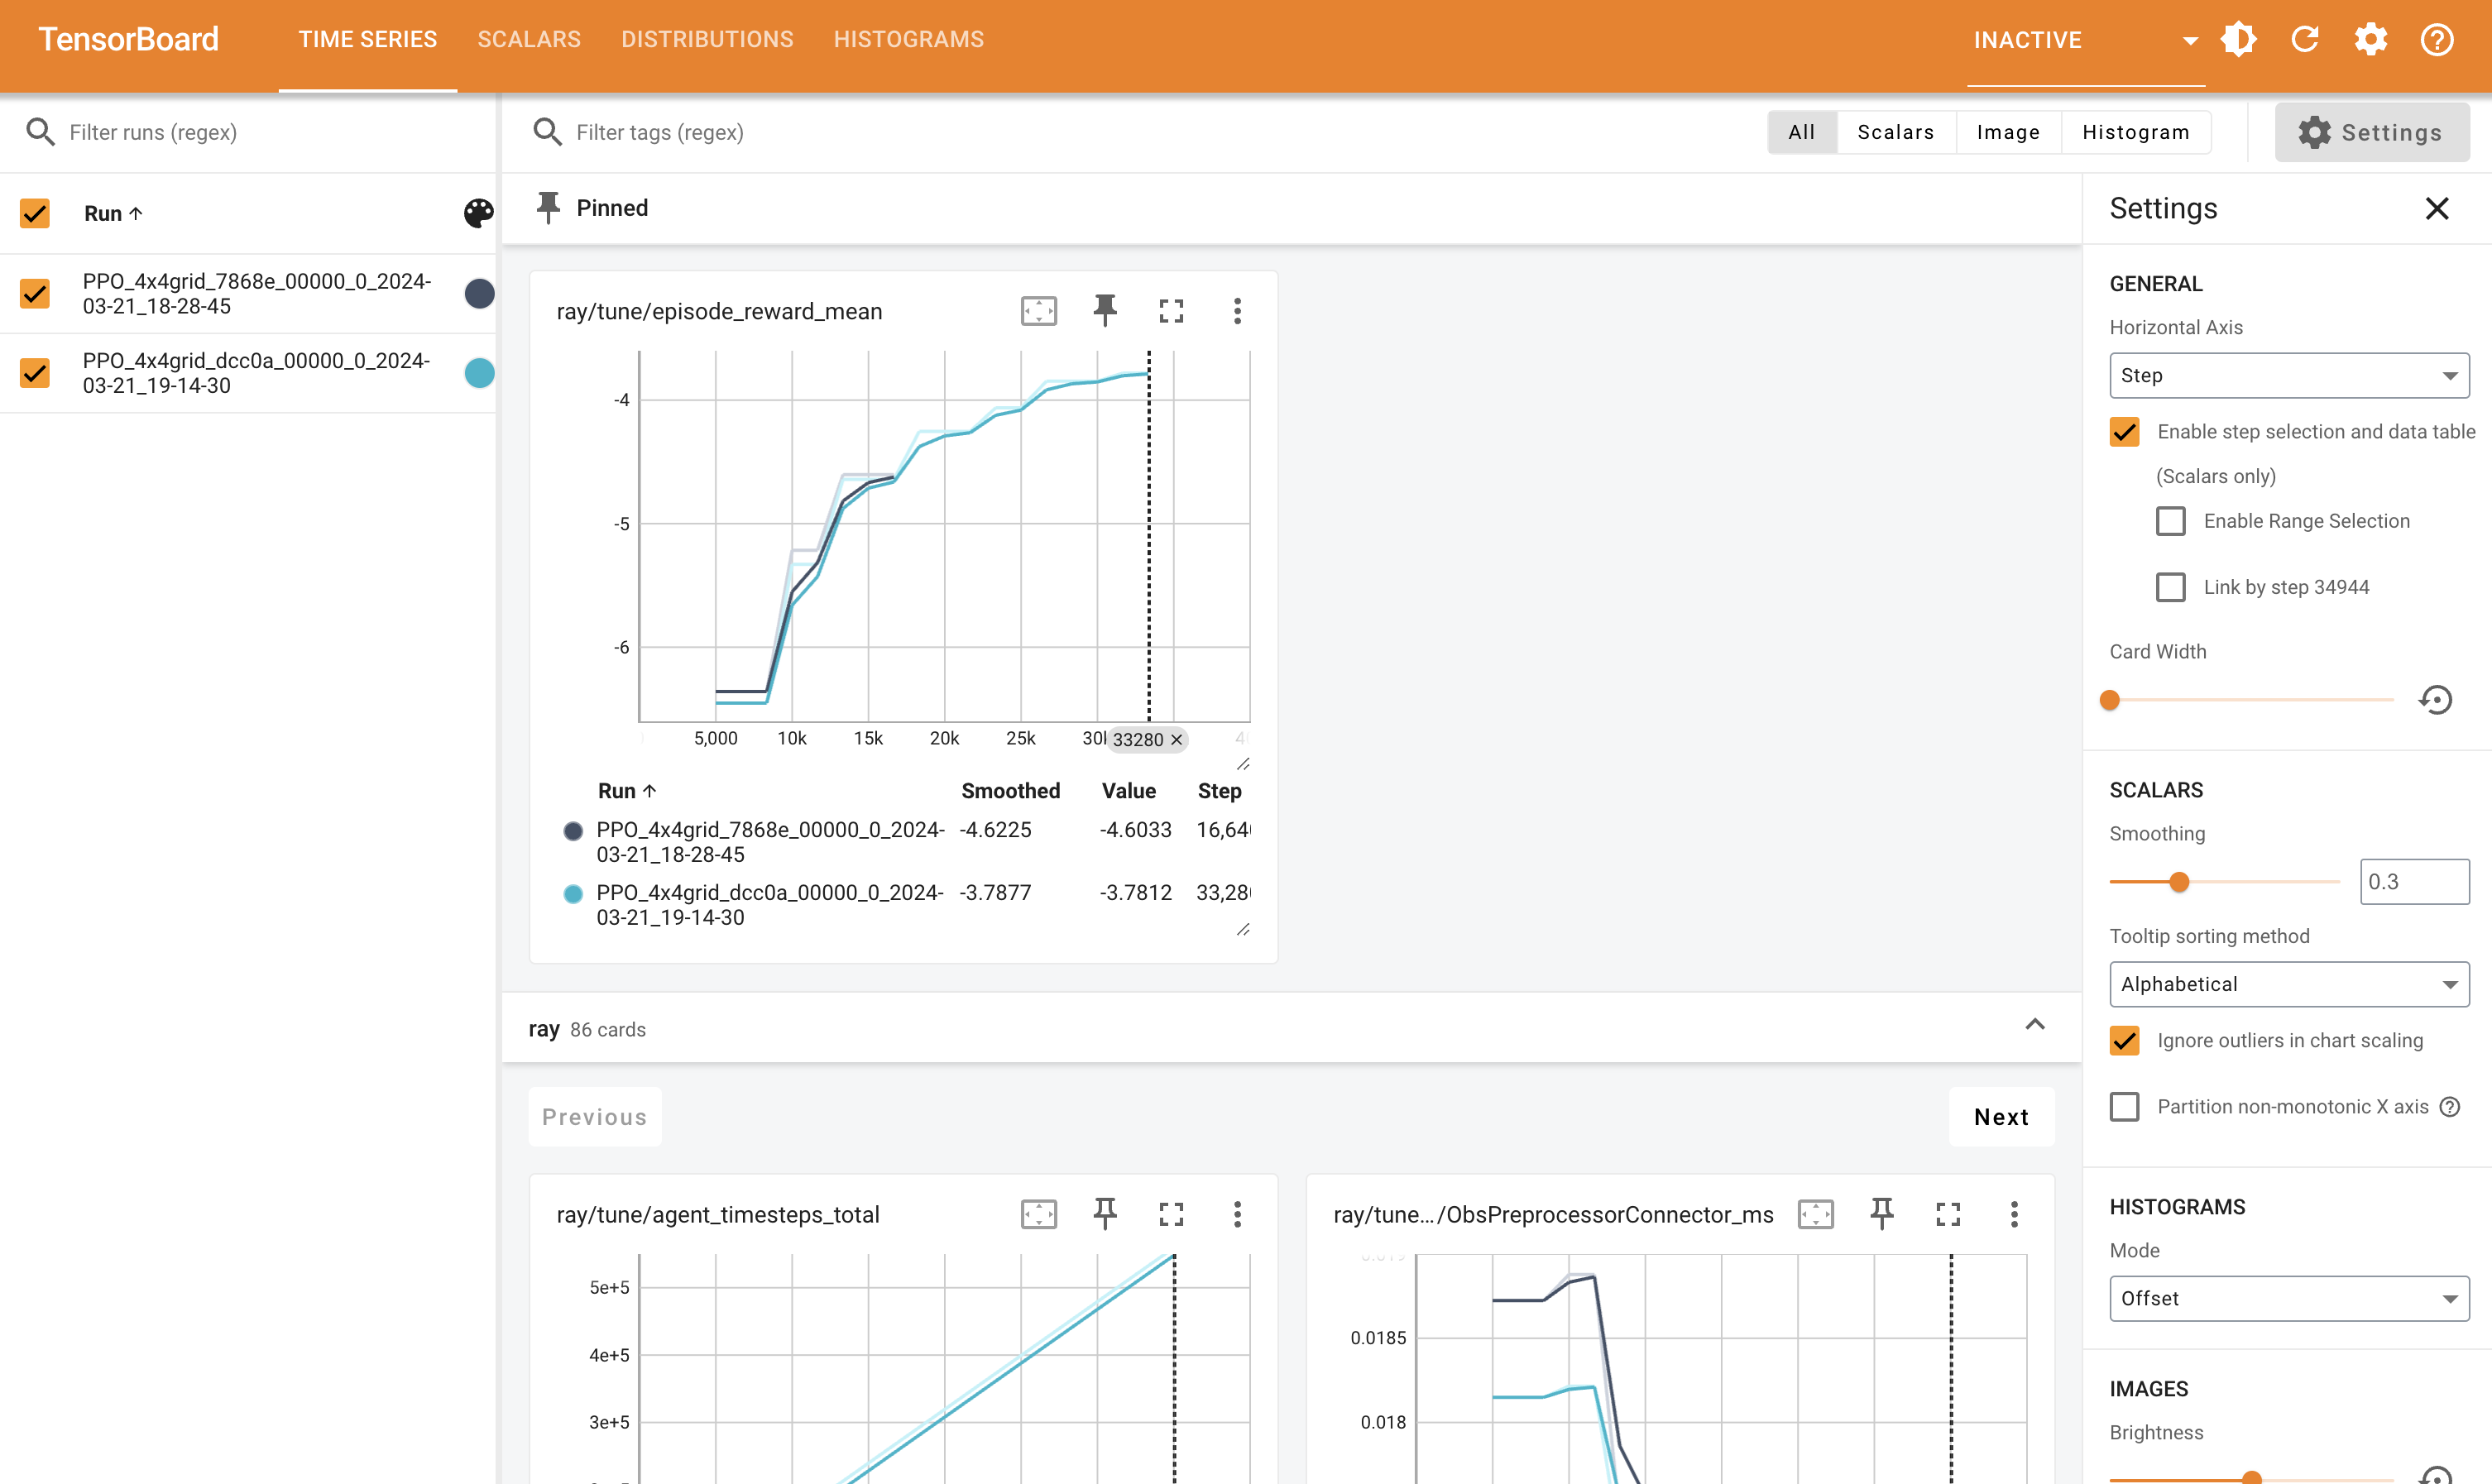 TensorBoard
TIME SERIES
SCALARS
DISTRIBUTIONS
HISTOGRAMS
INACTIVE
Filter runs (regex)
Filter tags (regex)
All
Scalars
Image
Histogram
Settings
Run
PPO_4x4grid_7868e_00000_0_2024-
03-21_18-28-45
PPO_4x4grid_dcc0a_00000_0_2024-
03-21_19-14-30
Pinned
ray/tune/episode_reward_mean
-4
-5
-6
5,000
10k
15k
20k
25k
33280
Run Smoothed Value Step
PPO_4x4grid_7868e_00000_0_2024- -4.6225 -4.6033
03-21_18-28-45
PPO_4x4grid_dcc0a_00000_0_2024- -3.7877 -3.7812
03-21_19-14-30
ray 86 cards
Previous
Next
ray/tune/agent_timesteps_total
5e+5
4e+5
3e+5
ray/tune.../ObsPreprocessorConnector_ms
0.019
0.0185
0.018
Settings
GENERAL
Horizontal Axis
Step
Enable step selection and data table
(Scalars only)
Enable Range Selection
Link by step 34944
Card Width
SCALARS
Smoothing
0.3
Tooltip sorting method
Alphabetical
Ignore outliers in chart scaling
Partition non-monotonic X axis
HISTOGRAMS
Mode
Offset
IMAGES
Brightness